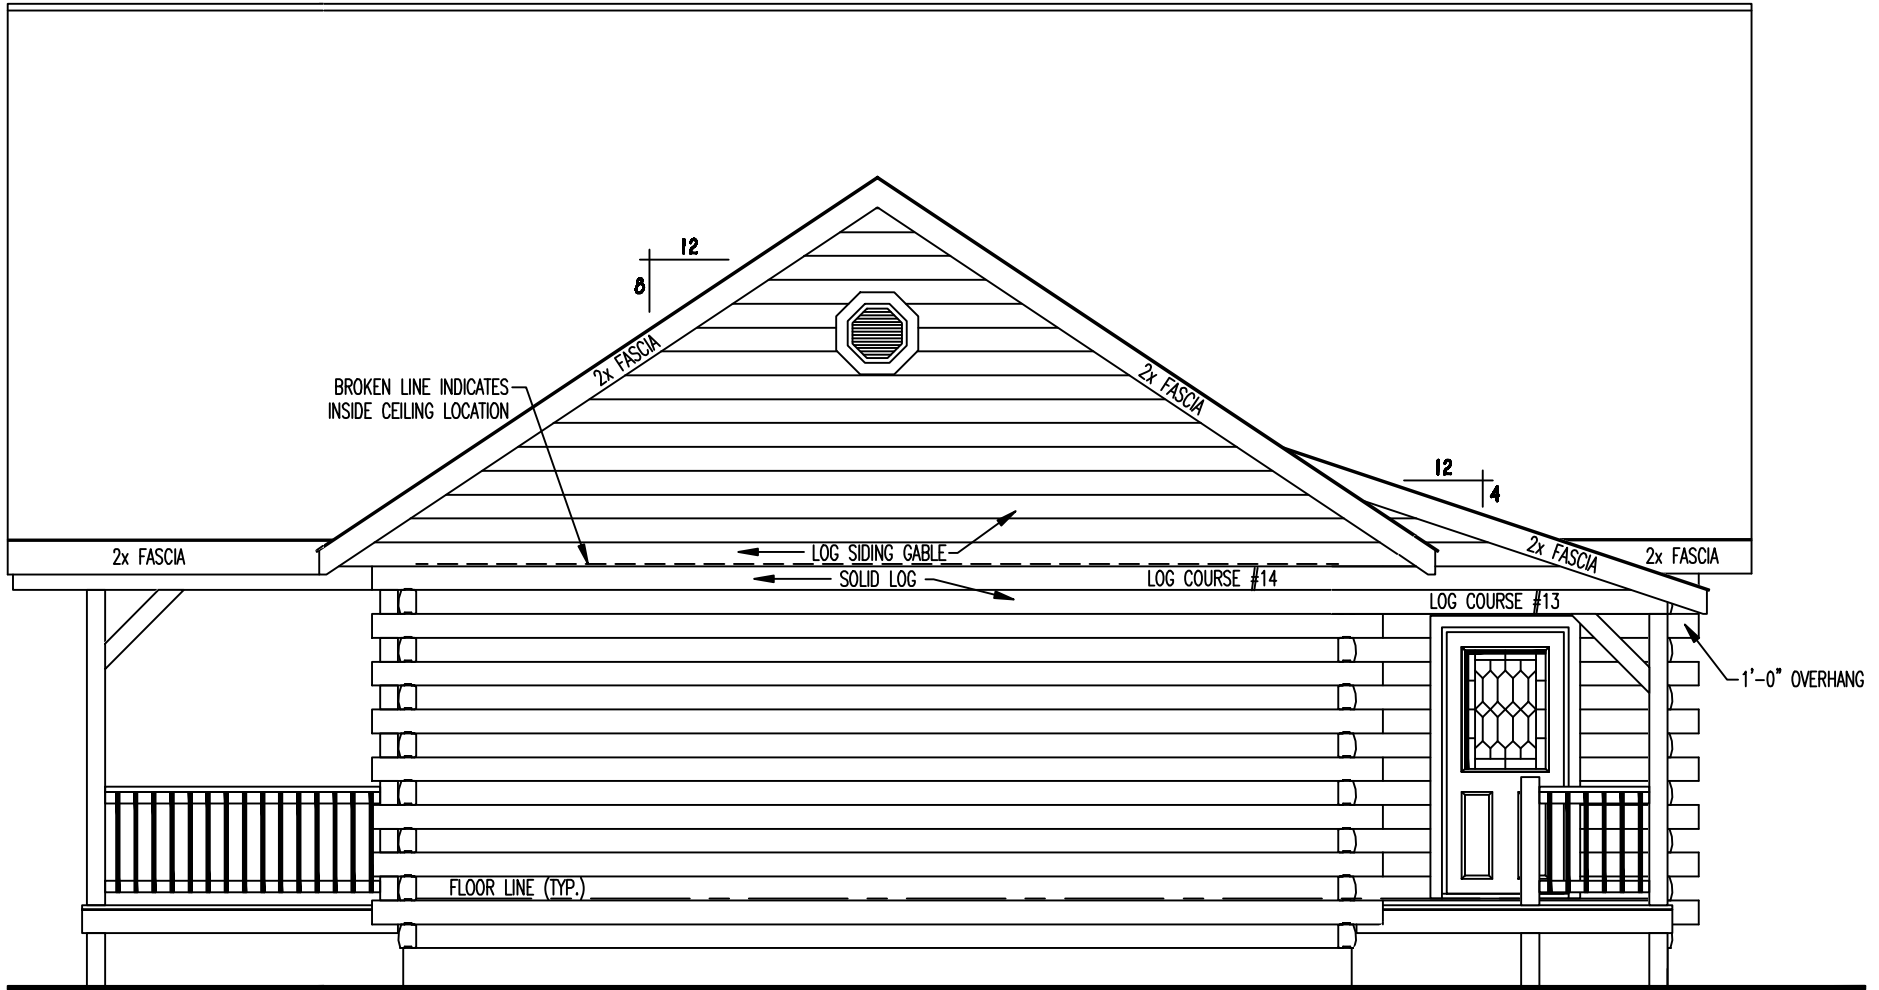 12
8
2x FASCIA
2x FASCIA
BROKEN LINE INDICATES
INSIDE CEILING LOCATION
12
4
2x FASCIA
LOG SIDING GABLE
2x FASCIA
2x FASCIA
SOLID LOG
LOG COURSE #14
LOG COURSE #13
1'-0" OVERHANG
FLOOR LINE (TYP.)